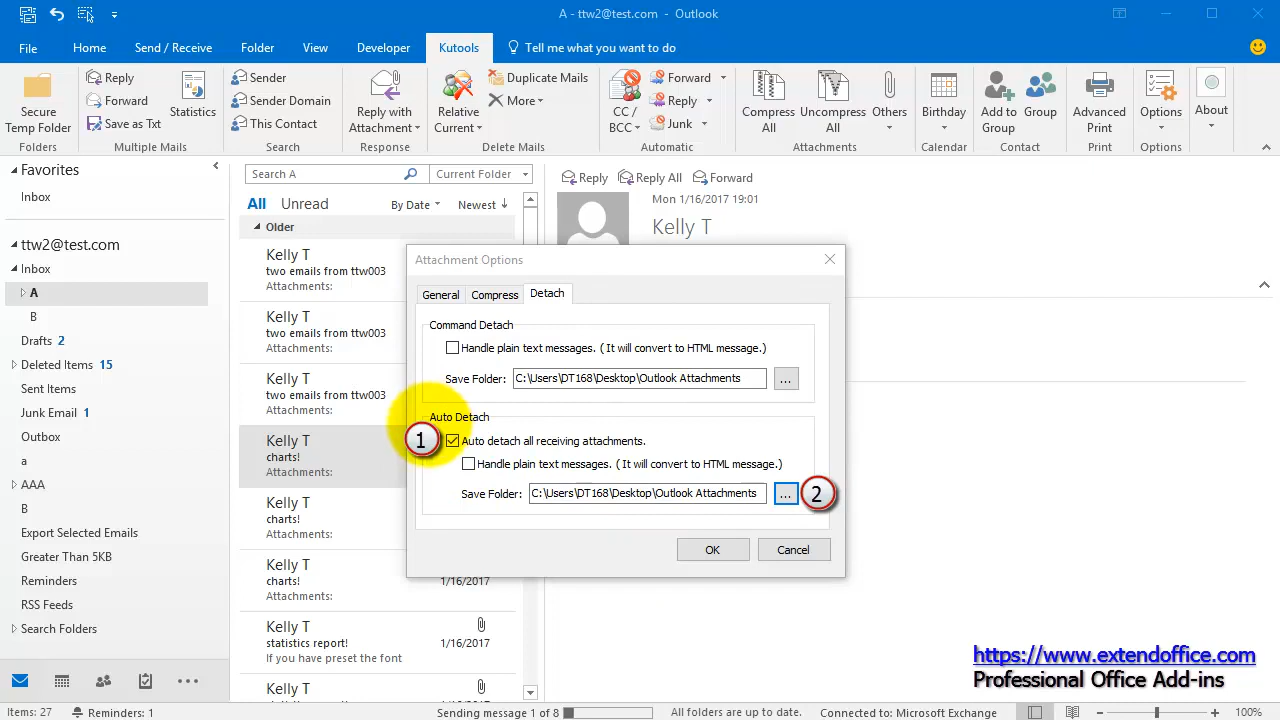 A - ttw2@test.com - Outlook
File Home Send / Receive Folder View Developer Kutools Tell me what you want to do
Secure Temp Folder
Folders
Reply
Forward
Save as Txt
Statistics
Multiple Mails
Sender
Sender Domain
This Contact
Search
Reply with Attachment
Response
Relative Current
Duplicate Mails
More
Delete Mails
CC / BCC
Forward
Reply
Junk
Automatic
Compress All
Uncompress All
Others
Attachments
Birthday
Calendar
Add to Group
Group
Contact
Advanced Print
Print
Options
Options
About
Favorites
Inbox
ttw2@test.com
Inbox
A
B
Drafts 2
Deleted Items 15
Sent Items
Junk Email 1
Outbox
a
AAA
B
Export Selected Emails
Greater Than 5KB
Reminders
RSS Feeds
Search Folders
Search A Current Folder
All Unread By Date Newest
Older
Kelly T
two emails from ttw003
Attachments:
Kelly T
two emails from ttw003
Attachments:
Kelly T
two emails from ttw003
Attachments:
Kelly T
charts!
Attachments:
Kelly T
charts!
Attachments:
Kelly T
charts! 1/16/2017
Attachments:
Kelly T
statistics report! 1/16/2017
If you have preset the font
Kelly T
Reply Reply All Forward
Mon 1/16/2017 19:01
Kelly T
Attachment Options
General Compress Detach
Command Detach
Handle plain text messages. ( It will convert to HTML message.)
Save Folder: C:\Users\DT168\Desktop\Outlook Attachments ...
Auto Detach
1 Auto detach all receiving attachments.
Handle plain text messages. ( It will convert to HTML message.)
Save Folder: C:\Users\DT168\Desktop\Outlook Attachments ... 2
OK Cancel
https://www.extendoffice.com
Professional Office Add-ins
Items: 27 Reminders: 1 Sending message 1 of 8 All folders are up to date. Connected to: Microsoft Exchange 100%